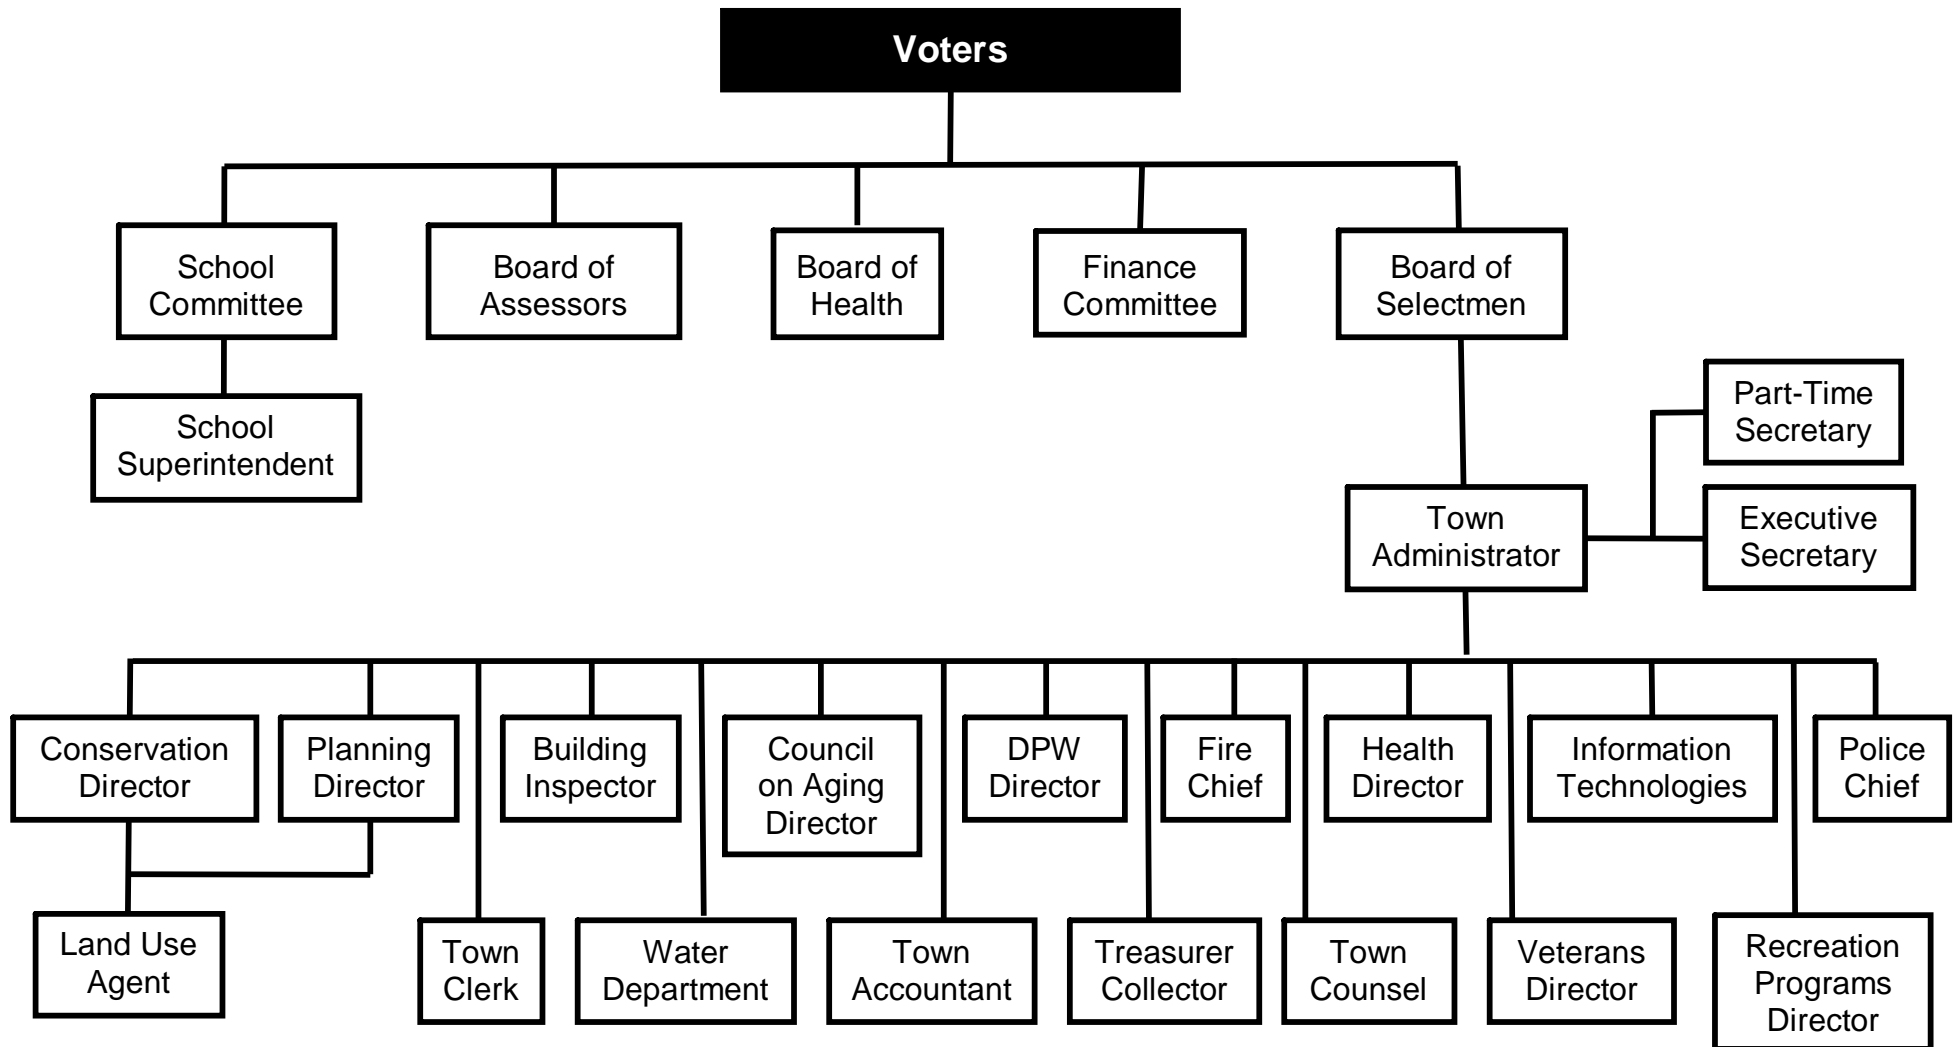 Voters
School
Committee
Board of
Assessors
Board of
Health
Finance
Committee
Board of
Selectmen
School
Superintendent
Part-Time
Secretary
Town
Administrator
Executive
Secretary
Conservation
Director
Planning
Director
Building
Inspector
Council
on Aging
Director
DPW
Director
Fire
Chief
Health
Director
Information
Technologies
Police
Chief
Land Use
Agent
Town
Clerk
Water
Department
Town
Accountant
Treasurer
Collector
Town
Counsel
Veterans
Director
Recreation
Programs
Director